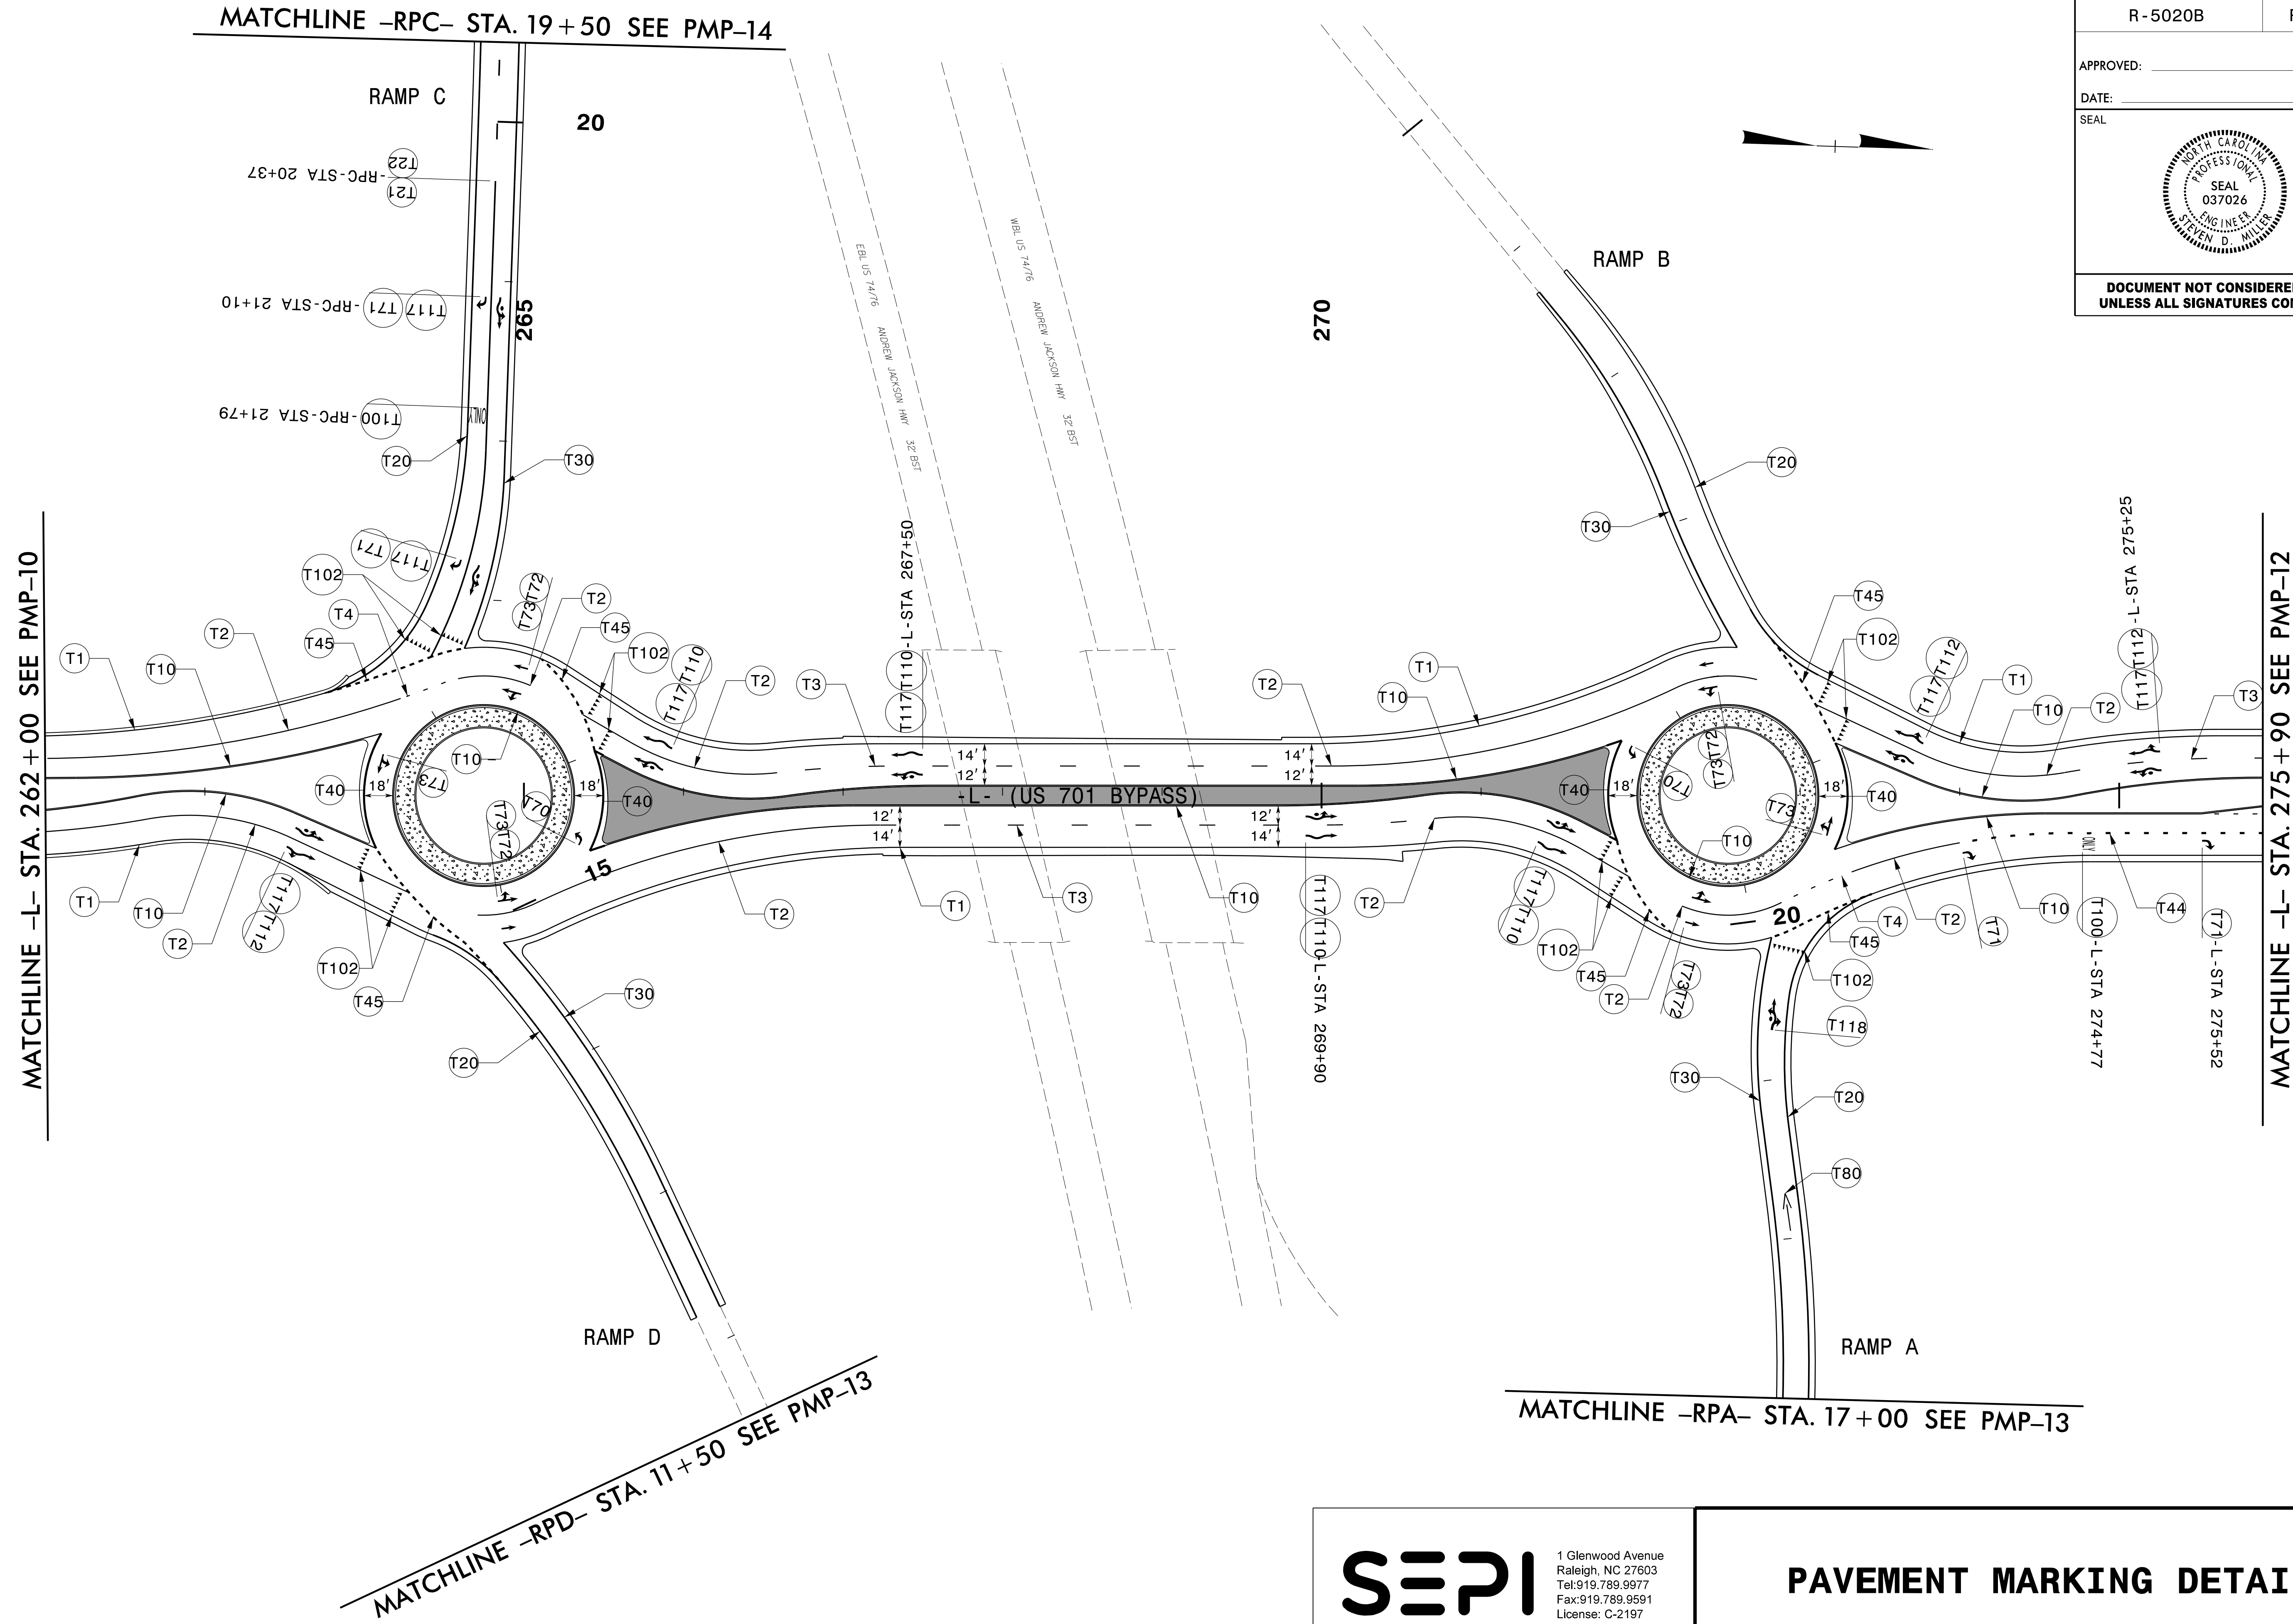 MATCHLINE –RPC– STA. 19+50 SEE PMP–14
R-5020B
APPROVED:
DATE:
SEAL
NORTH CAROLINA
PROFESSIONAL
SEAL
037026
ENGINEER
STEVEN D. MILLER
DOCUMENT NOT CONSIDERE
UNLESS ALL SIGNATURES CO
RAMP C
20
T22
T21
-RPC-STA 20+37
T117
T71
-RPC-STA 21+10
265
T100
-RPC-STA 21+79
ONLY
T20
T30
T71
T117
T102
T4
T45
T2
T10
T1
T73
T72
T2
T45
T102
T117
T110
T2
T3
EBL US 74/76 ANDREW JACKSON HWY 32' BST
WBL US 74/76 ANDREW JACKSON HWY 32' BST
270
RAMP B
T20
T30
T117
T110
-L-STA 267+50
14'
12'
14'
12'
T2
T10
T1
T45
T102
T117
T112
T1
T10
T2
T117
T112
-L-STA 275+25
T3
MATCHLINE –L– STA. 262+00 SEE PMP–10
MATCHLINE –L– STA. 275+90 SEE PMP–12
T10
T73
T40
18'
T70
18'
T40
-L- (US 701 BYPASS)
T40
18'
T70
T73
T72
T73
18'
T40
T10
T73
T72
15
12'
14'
12'
14'
T1
T10
T2
T117
T112
T102
T45
T2
T1
T3
T10
T117
T110
L-STA 269+90
T2
T117
T110
T102
T45
T2
T73
T72
20
T4
T45
T2
T71
T102
T10
ONLY
T100
-L-STA 274+77
T44
T71
-L-STA 275+52
T118
T30
T20
T80
T30
T20
RAMP D
RAMP A
MATCHLINE –RPD– STA. 11+50 SEE PMP–13
MATCHLINE –RPA– STA. 17+00 SEE PMP–13
SEPI
1 Glenwood Avenue
Raleigh, NC 27603
Tel:919.789.9977
Fax:919.789.9591
License: C-2197
PAVEMENT MARKING DETAI